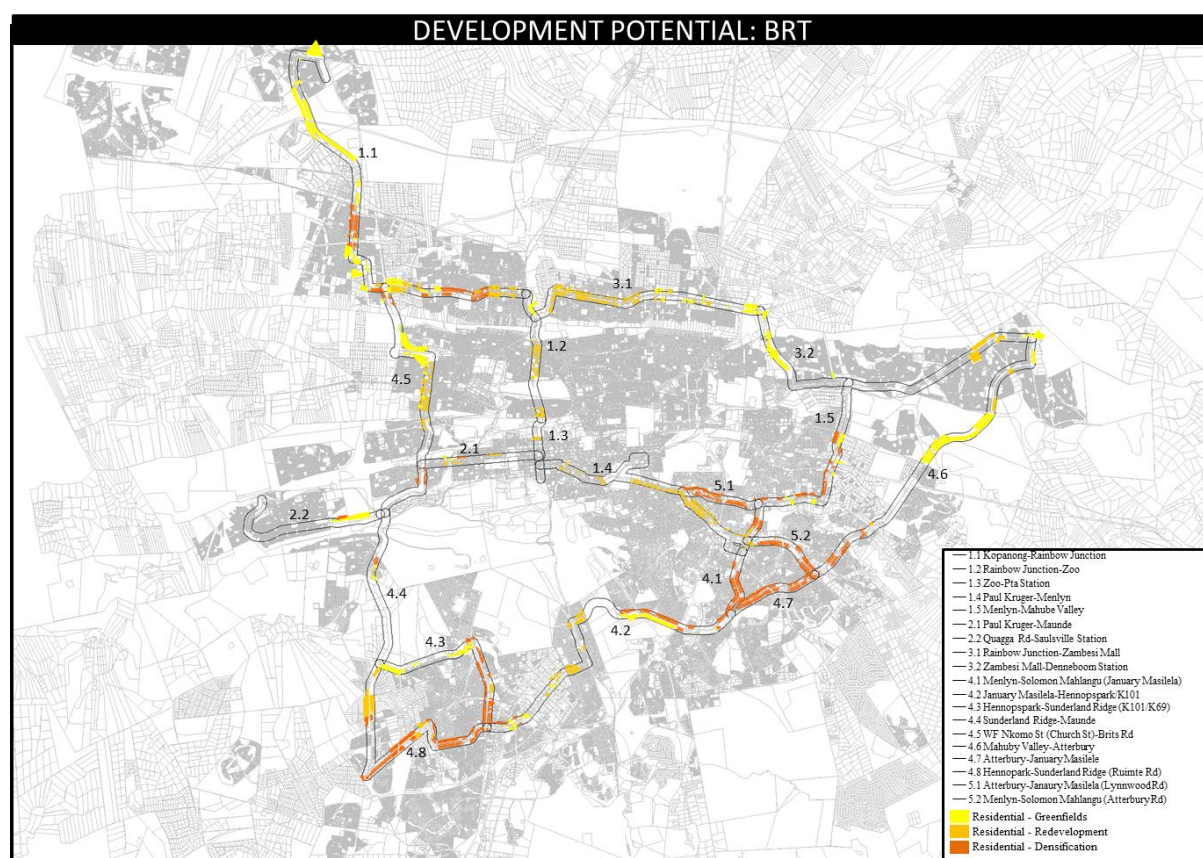 DEVELOPMENT POTENTIAL: BRT
1.1
3.1
1.2
3.2
4.5
1.5
1.3
2.1
1.4
5.1
4.6
2.2
5.2
4.1
4.4
4.7
4.2
4.3
4.8
1.1 Kopanong-Rainbow Junction
1.2 Rainbow Junction-Zoo
1.3 Zoo-Pta Station
1.4 Paul Kruger-Menlyn
1.5 Menlyn-Mahube Valley
2.1 Paul Kruger-Maunde
2.2 Quagga Rd-Saulsville Station
3.1 Rainbow Junction-Zambesi Mall
3.2 Zambesi Mall-Denneboom Station
4.1 Menlyn-Solomon Mahlangu (January Masilela)
4.2 January Masilela-Hennopspark/K101
4.3 Hennopspark-Sunderland Ridge (K101/K69)
4.4 Sunderland Ridge-Maunde
4.5 WF Nkomo St (Church St)-Brits Rd
4.6 Mahuby Valley-Atterbury
4.7 Atterbury-January Masilele
4.8 Hennopark-Sunderland Ridge (Ruimte Rd)
5.1 Atterbury-Janaury Masilela (Lynnwood Rd)
5.2 Menlyn-Solomon Mahlangu (Atterbury Rd)
Residential - Greenfields
Residential - Redevelopment
Residential - Densification